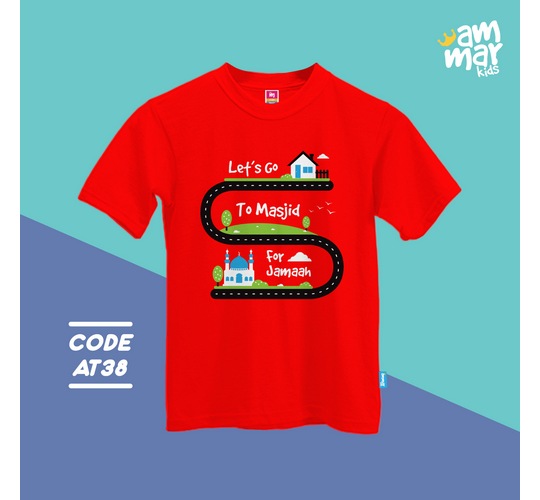 am
mar
kids
Let's Go
To Masjid
For
Jamaah
CODE
AT38